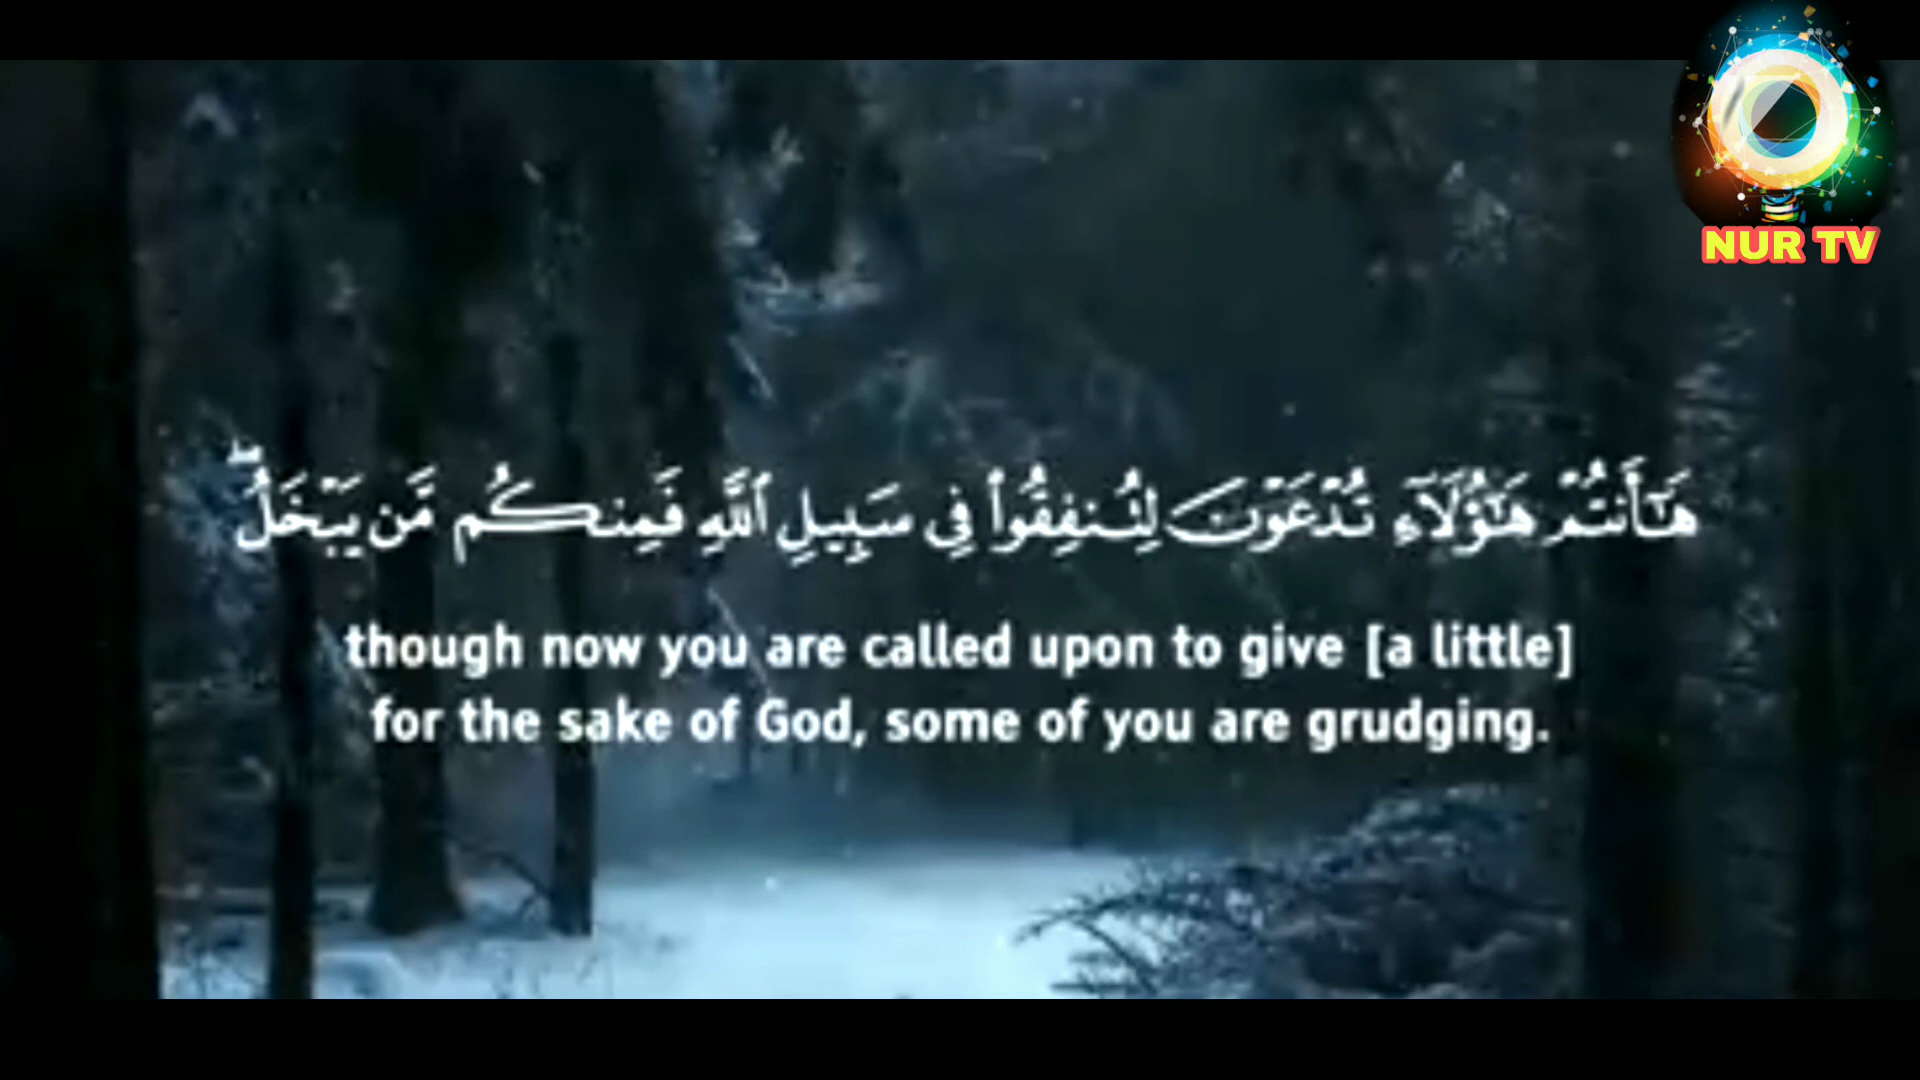 NUR TV
هَٰٓأَنتُمْ هَٰٓؤُلَآءِ تُدْعَوْنَ لِتُنفِقُوا۟ فِى سَبِيلِ ٱللَّهِ فَمِنكُم مَّن يَبْخَلُ ۖ
though now you are called upon to give [a little]
for the sake of God, some of you are grudging.